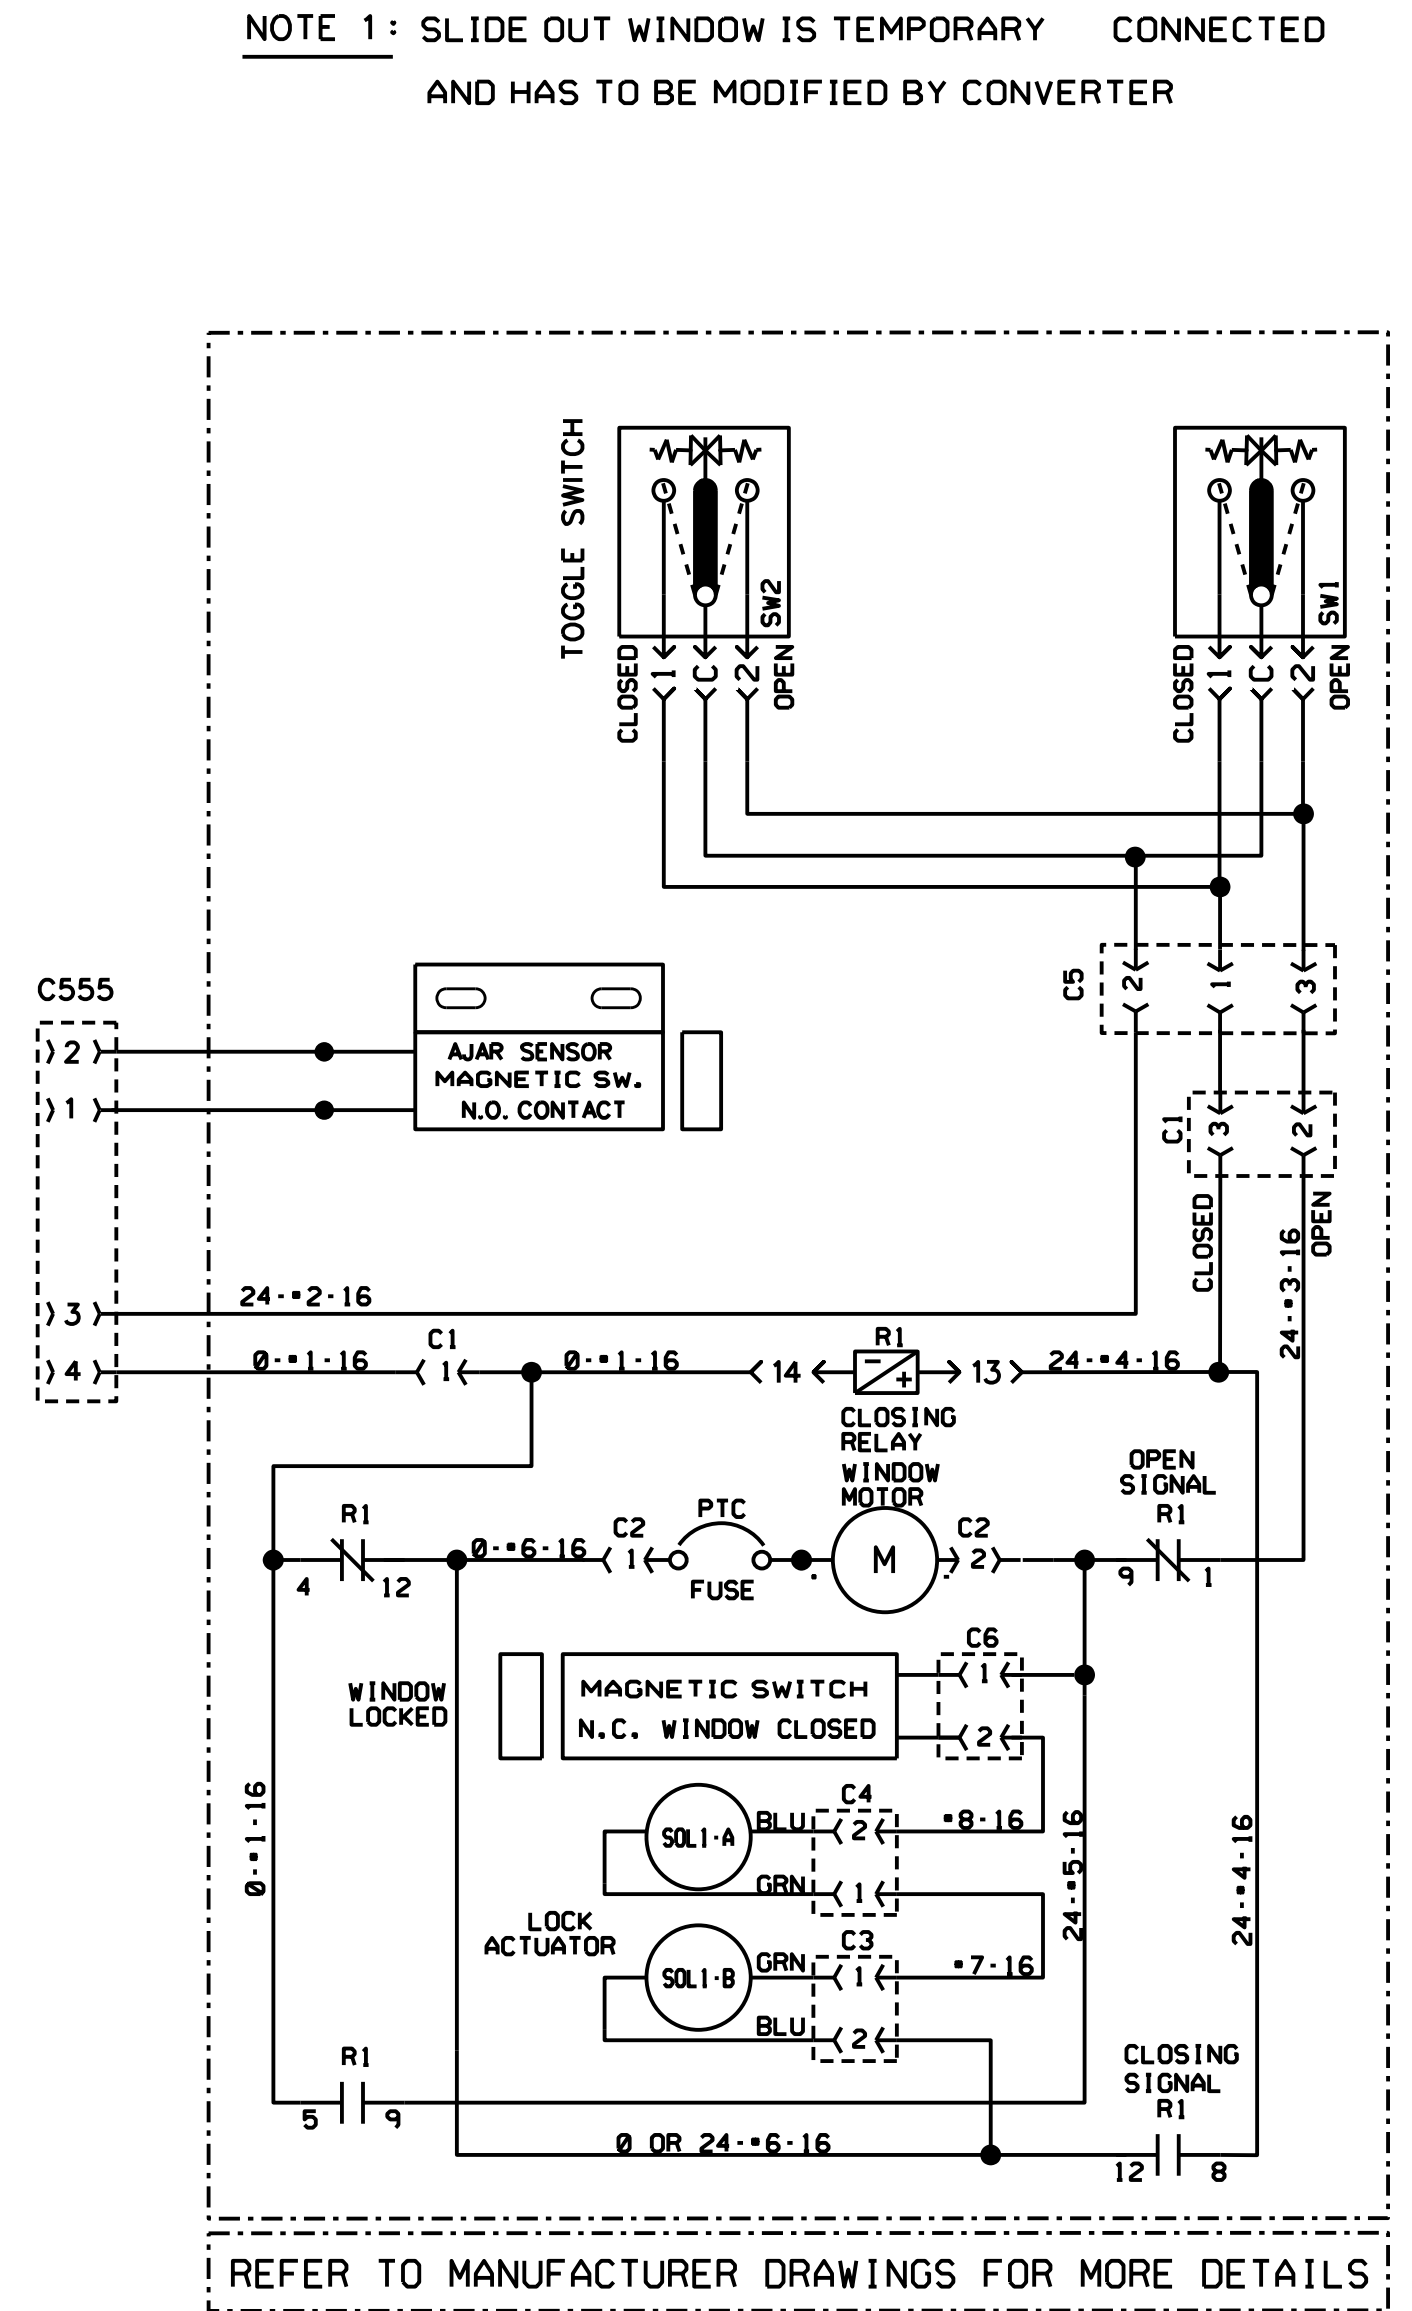 NOTE 1: SLIDE OUT WINDOW IS TEMPORARY CONNECTED
AND HAS TO BE MODIFIED BY CONVERTER
TOGGLE SWITCH
SW2
SW1
CLOSED 1 C 2 OPEN
CLOSED 1 C 2 OPEN
C5
2 1 3
C555
2
1
3
4
AJAR SENSOR
MAGNETIC SW.
N.O. CONTACT
C1
3 2
CLOSED
OPEN
24-*3-16
24-*2-16
0-*1-16
C1
1
0-*1-16
14
R1
- +
13
24-*4-16
CLOSING
RELAY
WINDOW
MOTOR
OPEN
SIGNAL
R1
4
12
0-*6-16
C2
1
PTC
FUSE
M
C2
2
R1
9
1
WINDOW
LOCKED
MAGNETIC SWITCH
N.C. WINDOW CLOSED
C6
1
2
0-*1-16
SOL1-A
BLU
GRN
C4
2
1
*8-16
24-*5-16
24-*4-16
LOCK
ACTUATOR
SOL1-B
GRN
BLU
C3
1
2
*7-16
R1
5
9
CLOSING
SIGNAL
R1
0 OR 24-*6-16
12
8
REFER TO MANUFACTURER DRAWINGS FOR MORE DETAILS